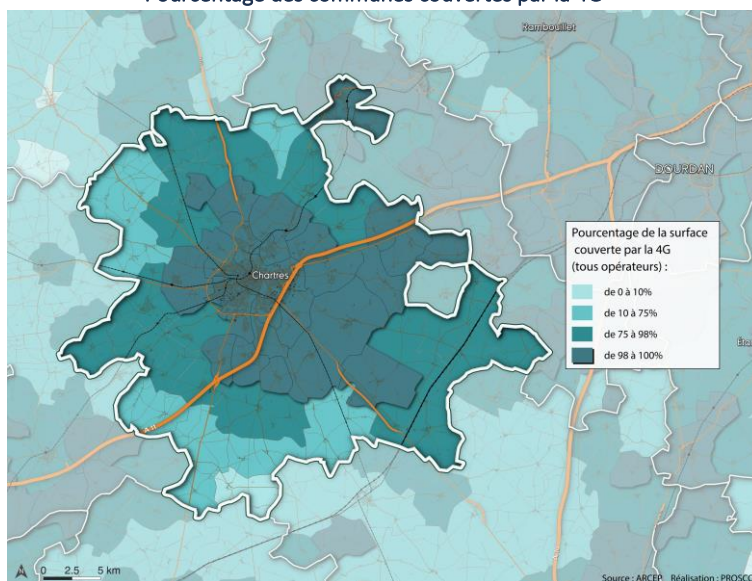 Pourcentage des communes couvertes par la 4G
Rambouillet
DOURDAN
Pourcentage de la surface
couverte par la 4G
(tous opérateurs) :
Chartres
de 0 à 10%
de 10 à 75%
de 75 à 98%
de 98 à 100%
A 11
0 2.5 5 km
Source : ARCEP Réalisation : PROSCO